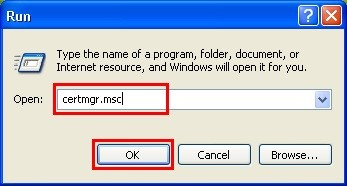 Run
Type the name of a program, folder, document, or
Internet resource, and Windows will open it for you.
Open: certmgr.msc
OK Cancel Browse...